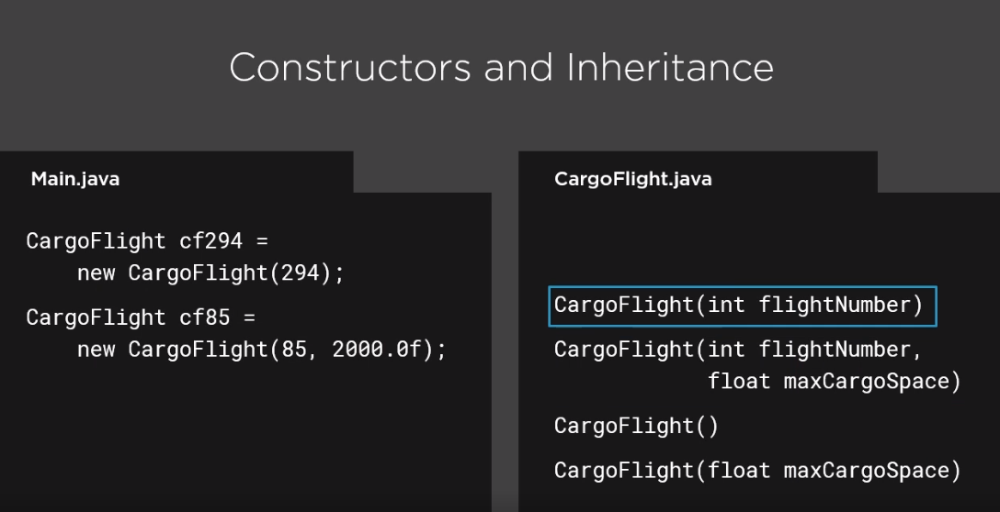 Constructors and Inheritance
Main.java
CargoFlight cf294 =
    new CargoFlight(294);
CargoFlight cf85 =
    new CargoFlight(85, 2000.0f);
CargoFlight.java
CargoFlight(int flightNumber)
CargoFlight(int flightNumber,
            float maxCargoSpace)
CargoFlight()
CargoFlight(float maxCargoSpace)